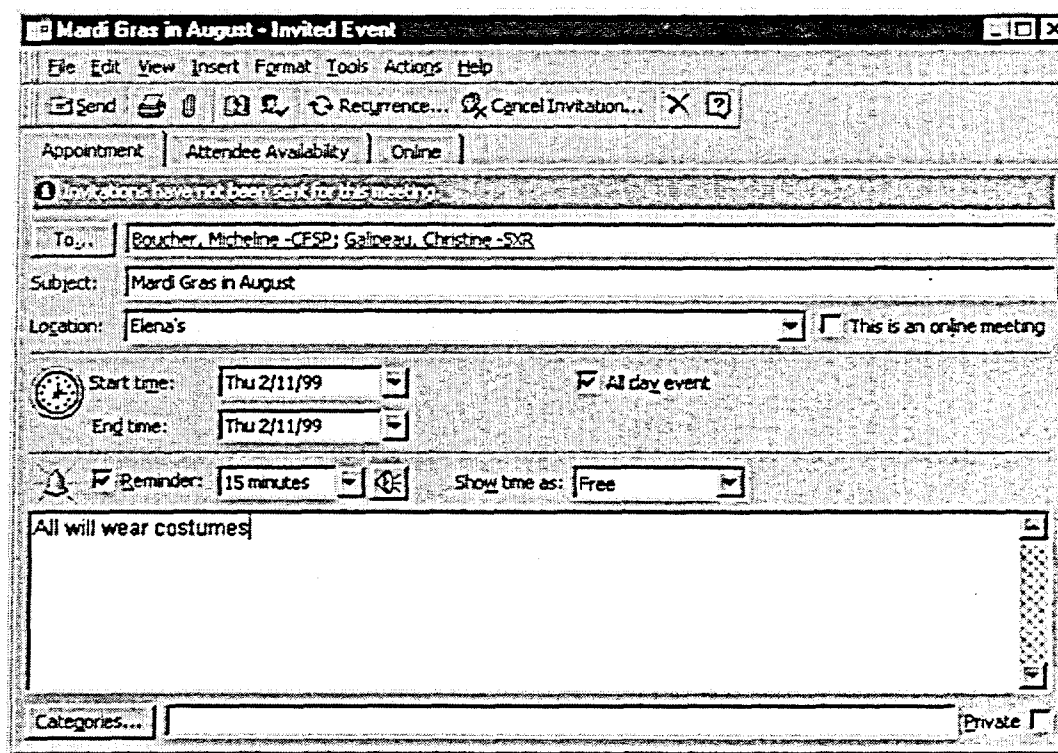 Mardi Gras in August - Invited Event
File Edit View Insert Format Tools Actions Help
Send Recurrence... Cancel Invitation...
Appointment Attendee Availability Online
Invitations have not been sent for this meeting.
To... Boucher, Micheline -CFSP; Galipeau, Christine -SXR
Subject: Mardi Gras in August
Location: Elena's This is an online meeting
Start time: Thu 2/11/99 All day event
End time: Thu 2/11/99
Reminder: 15 minutes Show time as: Free
All will wear costumes
Categories... Private